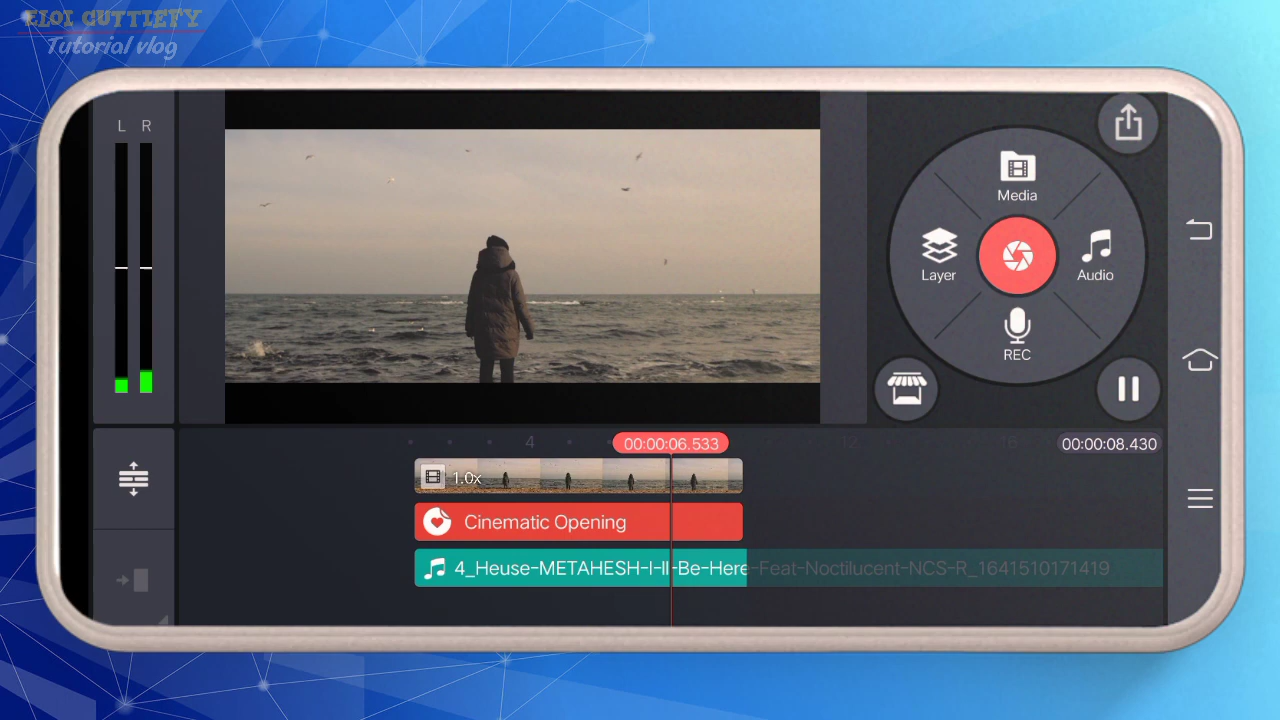 ELOI CUTTIEFY
Tutorial vlog
L R
Media
Layer
Audio
REC
4
12
16
00:00:06.533
00:00:08.430
1.0x
Cinematic Opening
4_Heuse-METAHESH-I-ll-Be-Here-Feat-Noctilucent-NCS-R_1641510171419